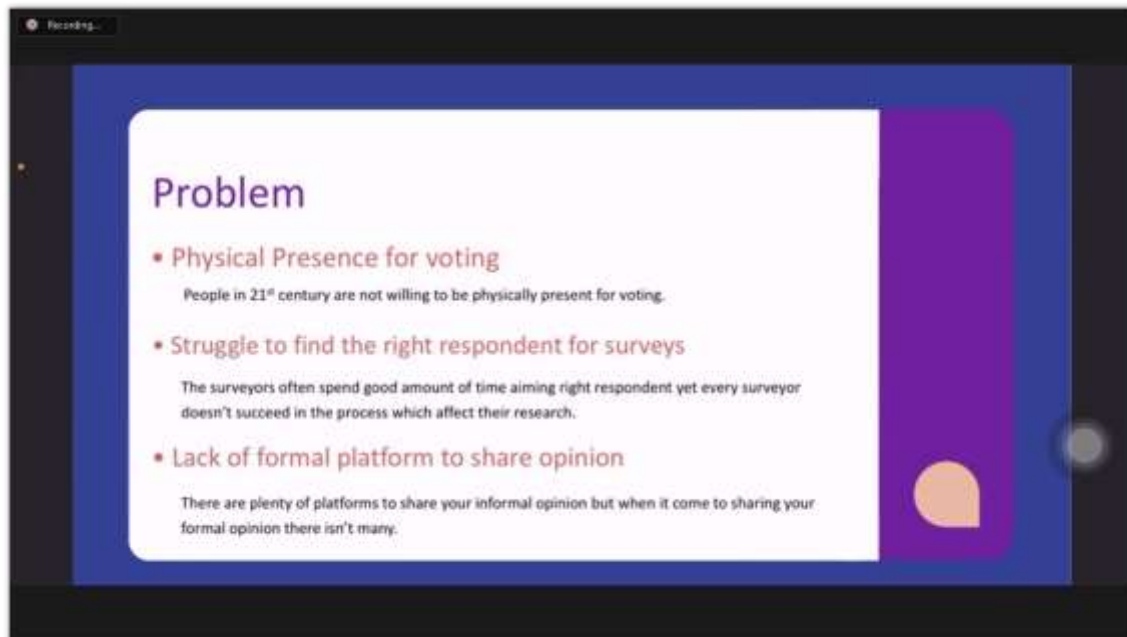 Recording...
Problem
• Physical Presence for voting
People in 21st century are not willing to be physically present for voting.
• Struggle to find the right respondent for surveys
The surveyors often spend good amount of time aiming right respondent yet every surveyor
doesn't succeed in the process which affect their research.
• Lack of formal platform to share opinion
There are plenty of platforms to share your informal opinion but when it come to sharing your
formal opinion there isn't many.